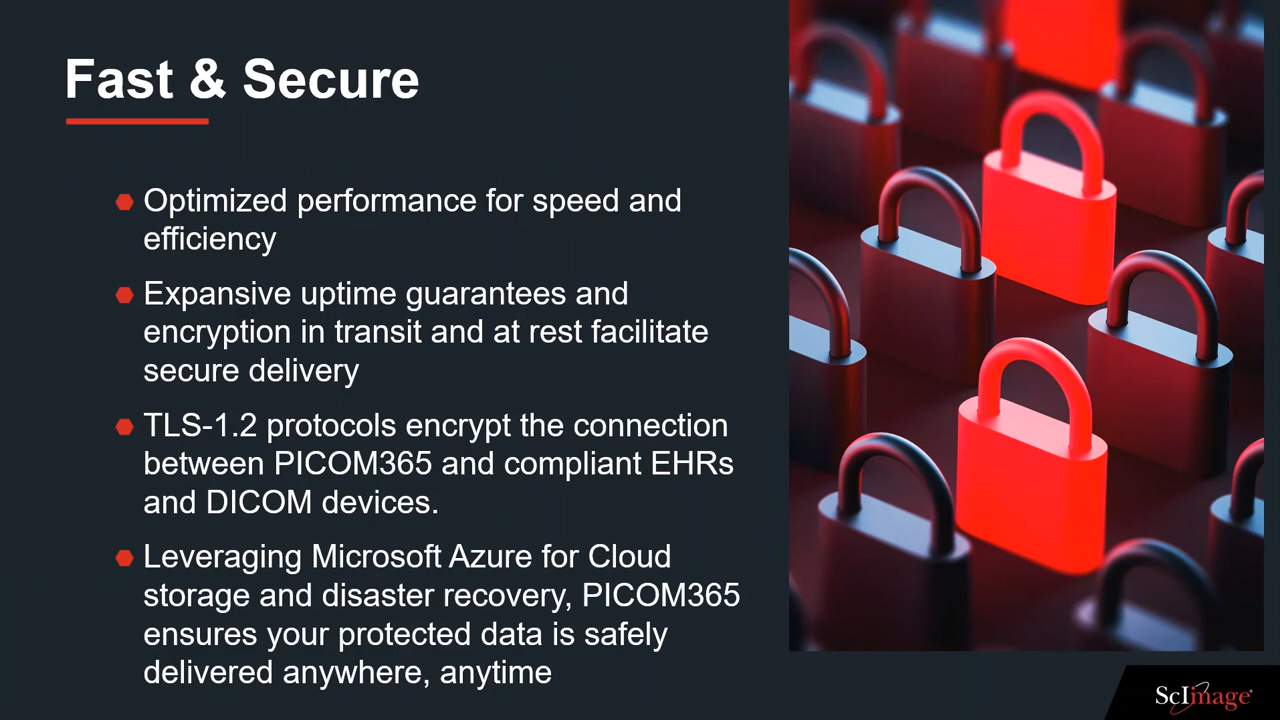 Fast & Secure
Optimized performance for speed and
efficiency
Expansive uptime guarantees and
encryption in transit and at rest facilitate
secure delivery
TLS-1.2 protocols encrypt the connection
between PICOM365 and compliant EHRs
and DICOM devices.
Leveraging Microsoft Azure for Cloud
storage and disaster recovery, PICOM365
ensures your protected data is safely
delivered anywhere, anytime
ScImage